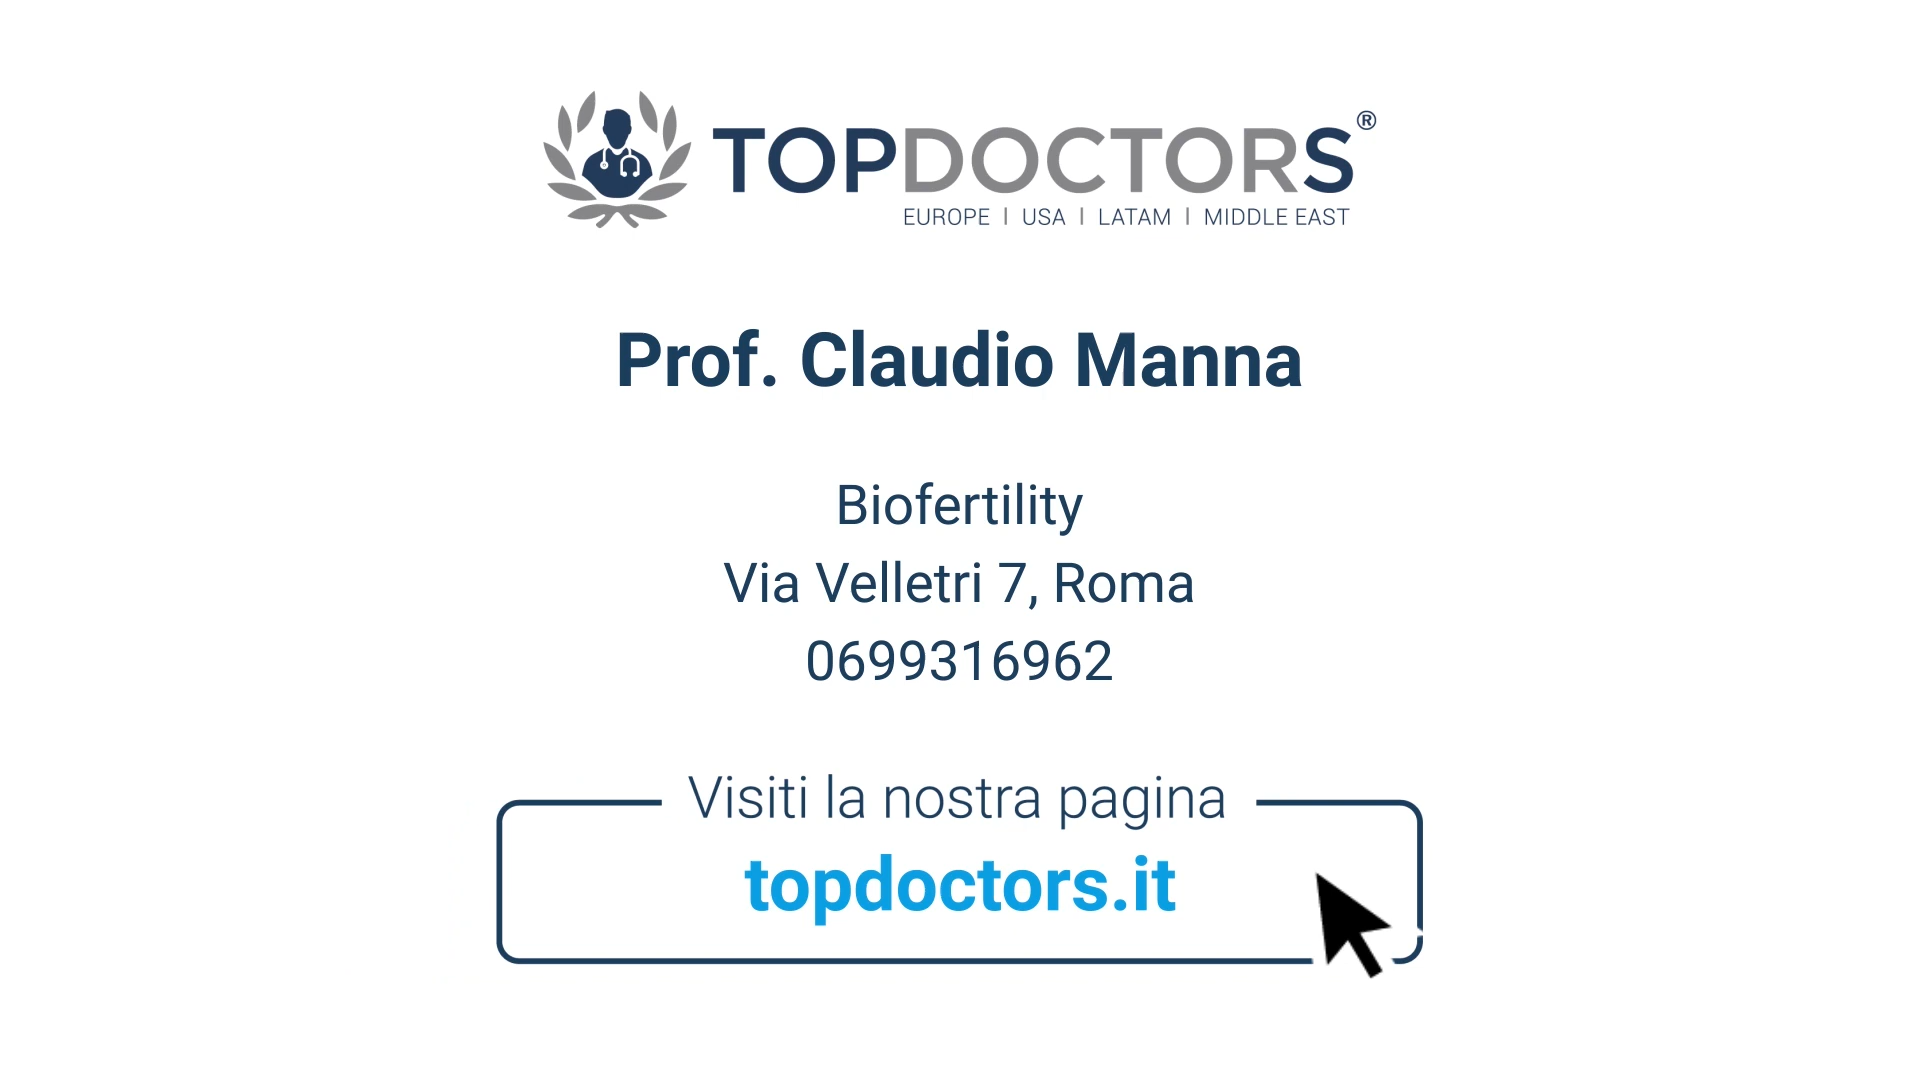 TOPDOCTORS®
EUROPE | USA | LATAM | MIDDLE EAST
Prof. Claudio Manna
Biofertility
Via Velletri 7, Roma
0699316962
Visiti la nostra pagina
topdoctors.it